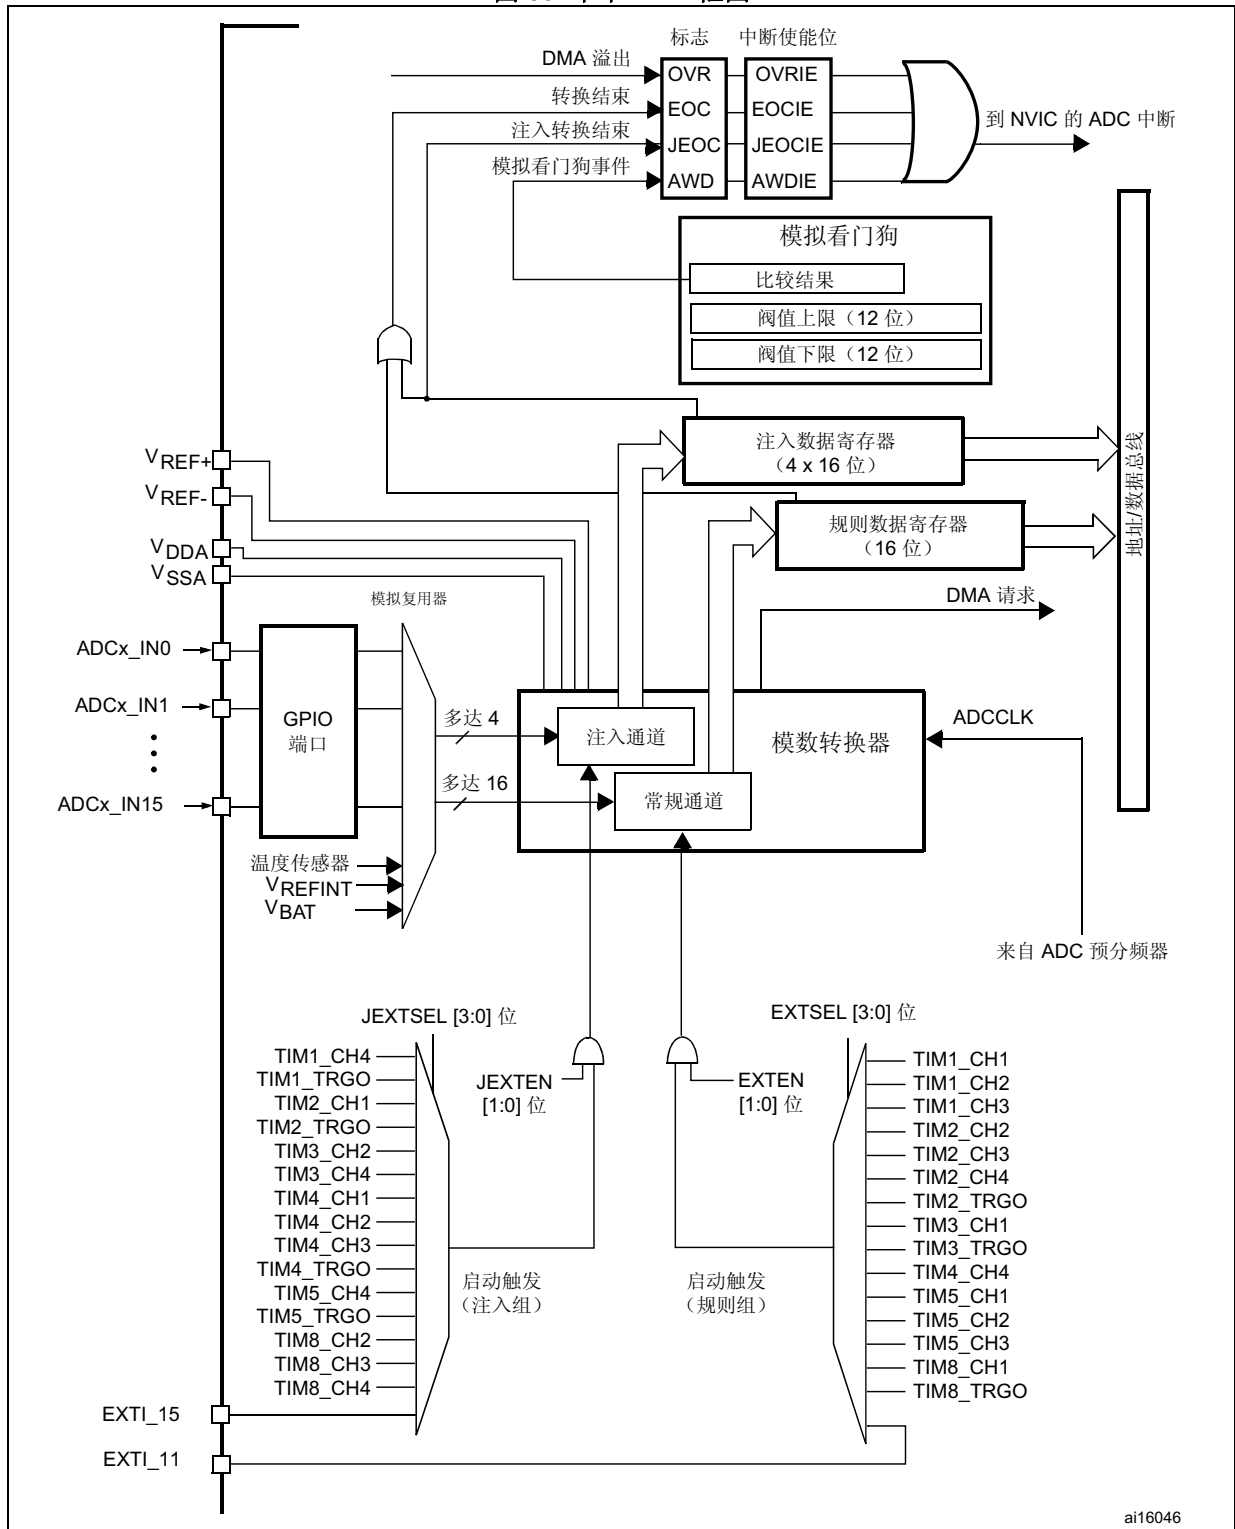 DMA 溢出
转换结束
注入转换结束
模拟看门狗事件
标志
OVR
EOC
JEOC
AWD
中断使能位
OVRIE
EOCIE
JEOCIE
AWDIE
到 NVIC 的 ADC 中断
模拟看门狗
比较结果
阀值上限（12 位）
阀值下限（12 位）
注入数据寄存器
（4 x 16 位）
规则数据寄存器
（16 位）
地址/数据总线
DMA 请求
VREF+
VREF-
VDDA
VSSA
模拟复用器
ADCx_IN0
ADCx_IN1
ADCx_IN15
GPIO
端口
多达 4
多达 16
注入通道
常规通道
模数转换器
ADCCLK
温度传感器
VREFINT
VBAT
来自 ADC 预分频器
JEXTSEL [3:0] 位
TIM1_CH4
TIM1_TRGO
TIM2_CH1
TIM2_TRGO
TIM3_CH2
TIM3_CH4
TIM4_CH1
TIM4_CH2
TIM4_CH3
TIM4_TRGO
TIM5_CH4
TIM5_TRGO
TIM8_CH2
TIM8_CH3
TIM8_CH4
EXTI_15
EXTI_11
JEXTEN
[1:0] 位
启动触发
（注入组）
EXTSEL [3:0] 位
EXTEN
[1:0] 位
启动触发
（规则组）
TIM1_CH1
TIM1_CH2
TIM1_CH3
TIM2_CH2
TIM2_CH3
TIM2_CH4
TIM2_TRGO
TIM3_CH1
TIM3_TRGO
TIM4_CH4
TIM5_CH1
TIM5_CH2
TIM5_CH3
TIM8_CH1
TIM8_TRGO
ai16046